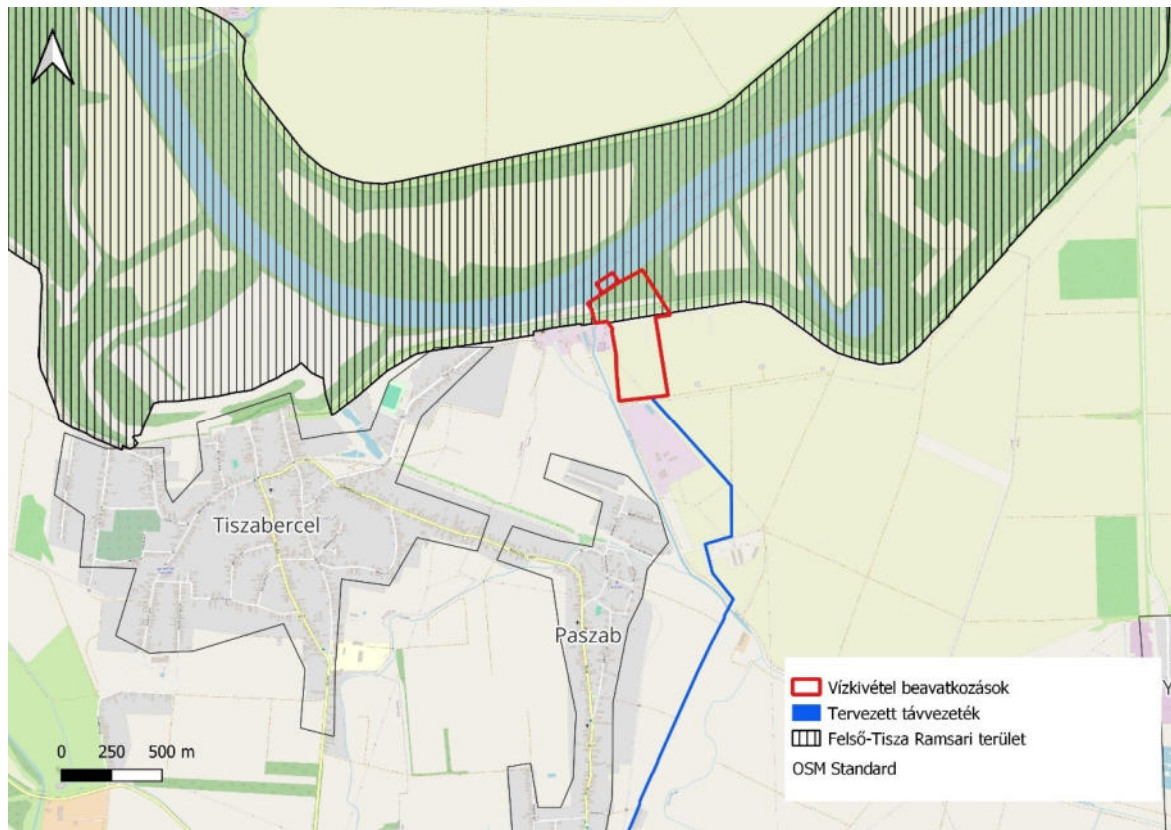 Tiszabercel
Paszab
0 250 500 m
Vízkivétel beavatkozások
Tervezett távvezeték
Felső-Tisza Ramsari terület
OSM Standard
Y